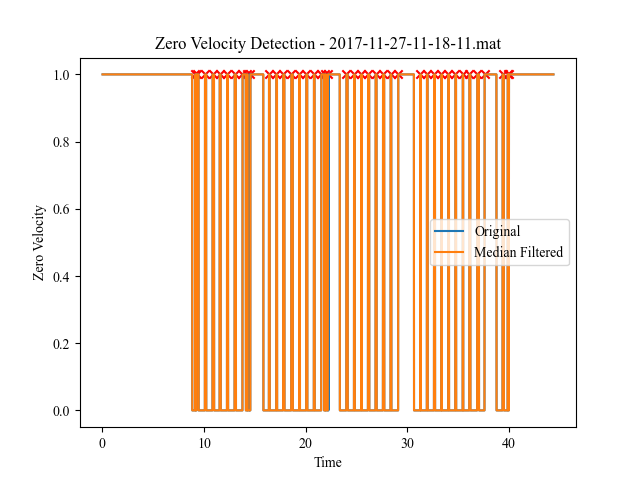 Zero Velocity Detection - 2017-11-27-11-18-11.mat
1.0
0.8
0.6
0.4
0.2
0.0
Zero Velocity
Original
Median Filtered
0 10 20 30 40
Time